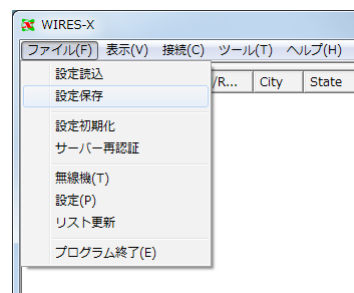 WIRES-X
ファイル(F) 表示(V) 接続(C) ツール(T) ヘルプ(H)
/R... City State
設定読込
設定保存
設定初期化
サーバー再認証
無線機(T)
設定(P)
リスト更新
プログラム終了(E)